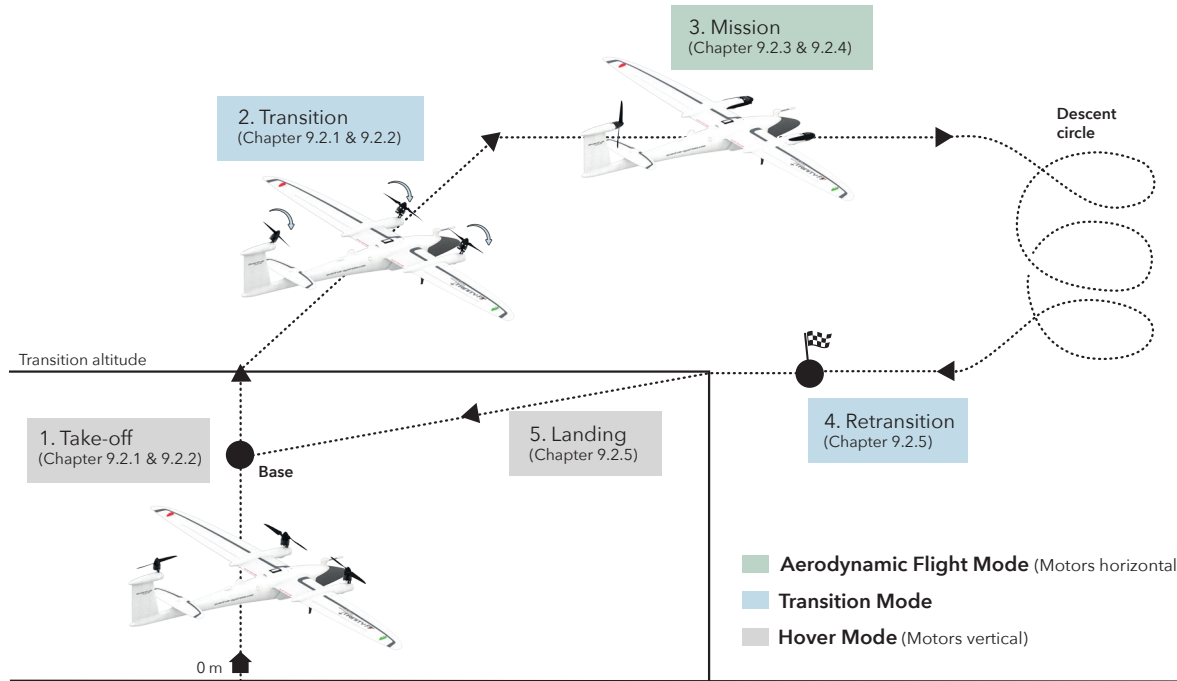 3. Mission
(Chapter 9.2.3 & 9.2.4)
2. Transition
(Chapter 9.2.1 & 9.2.2)
Descent
circle
Transition altitude
1. Take-off
(Chapter 9.2.1 & 9.2.2)
Base
5. Landing
(Chapter 9.2.5)
4. Retransition
(Chapter 9.2.5)
0 m
Aerodynamic Flight Mode (Motors horizontal
Transition Mode
Hover Mode (Motors vertical)